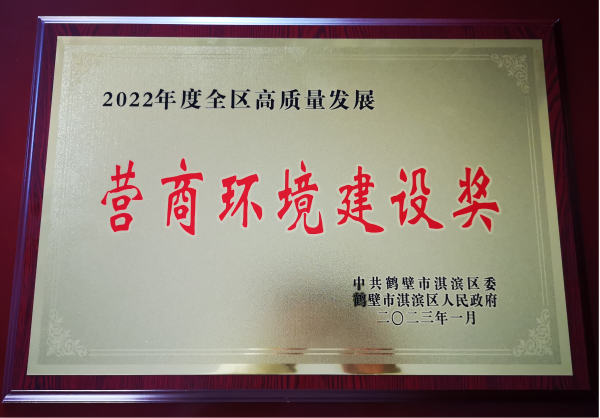 2022年度全区高质量发展
营商环境建设奖
中共鹤壁市淇滨区委
鹤壁市淇滨区人民政府
二〇二三年一月